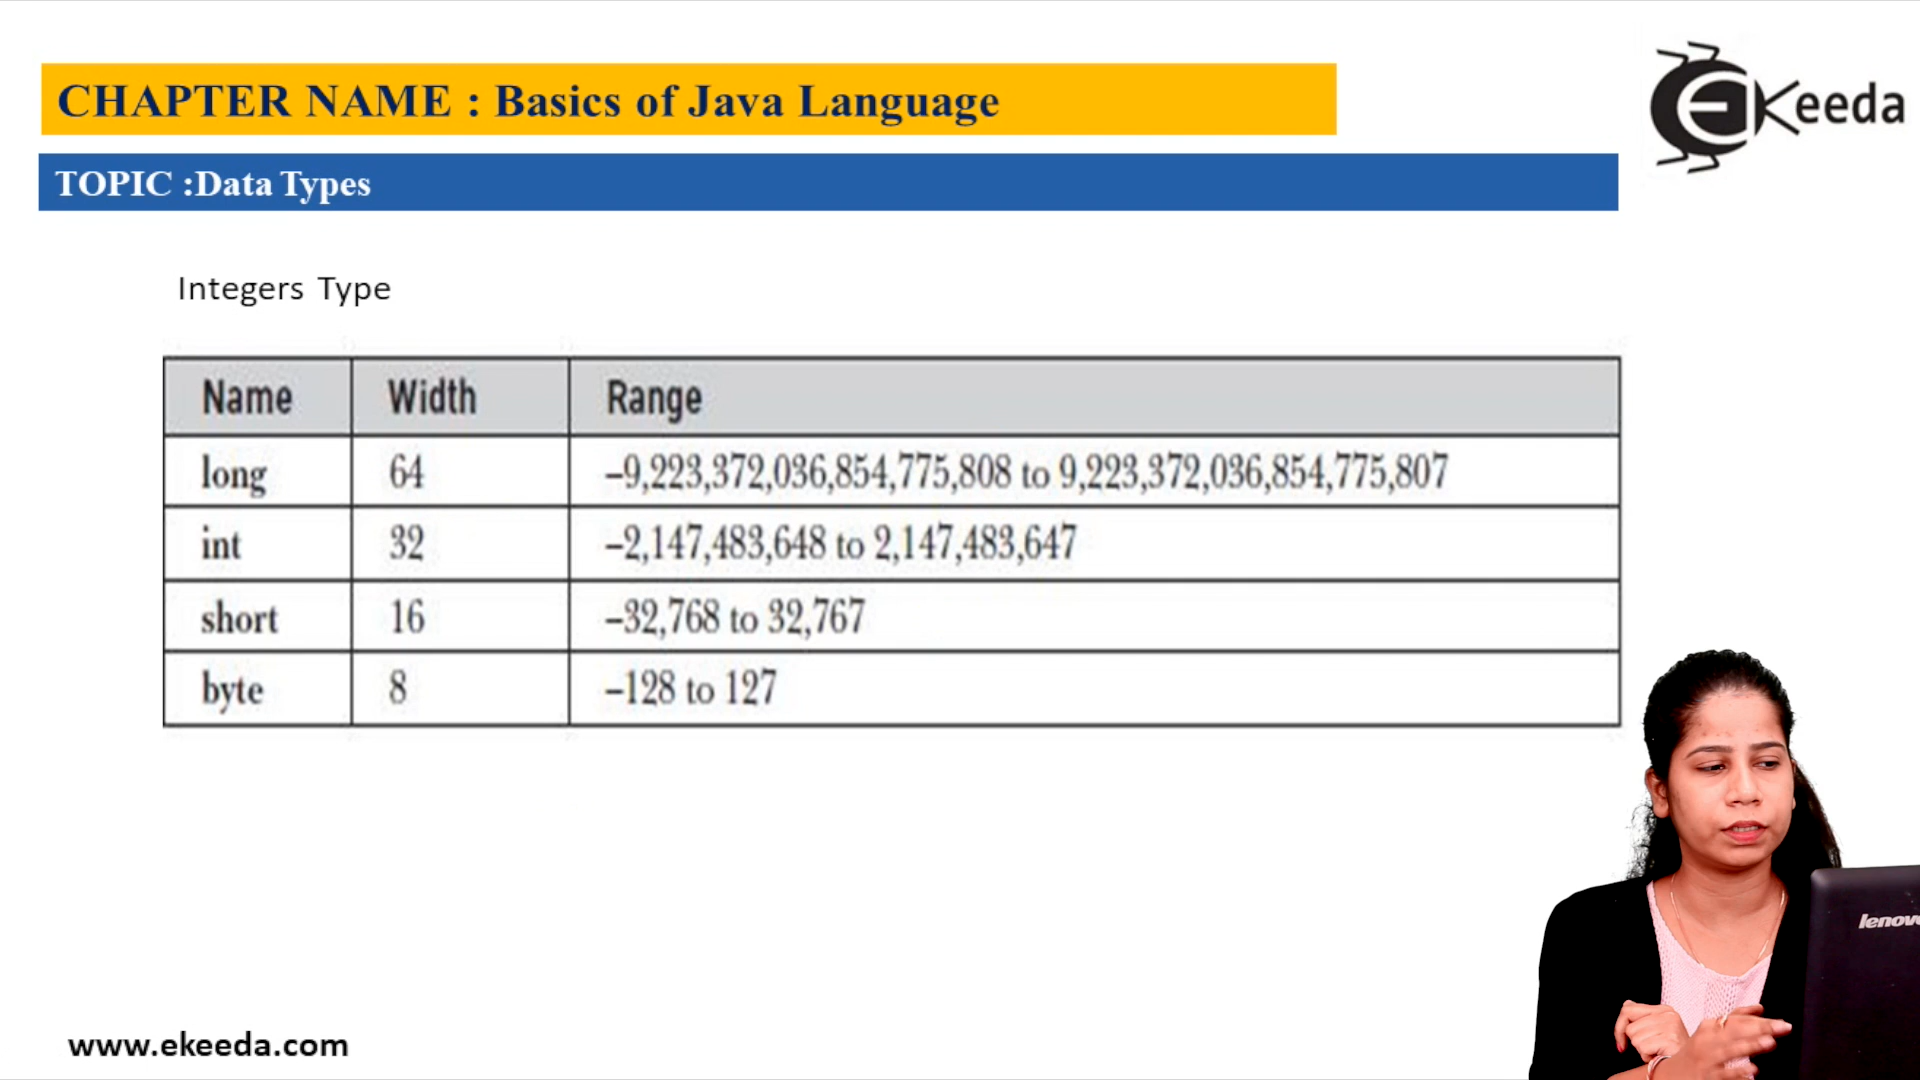 CHAPTER NAME : Basics of Java Language
eKeeda
TOPIC :Data Types
Integers Type
Name Width Range
long 64 –9,223,372,036,854,775,808 to 9,223,372,036,854,775,807
int 32 –2,147,483,648 to 2,147,483,647
short 16 –32,768 to 32,767
byte 8 –128 to 127
lenov
www.ekeeda.com